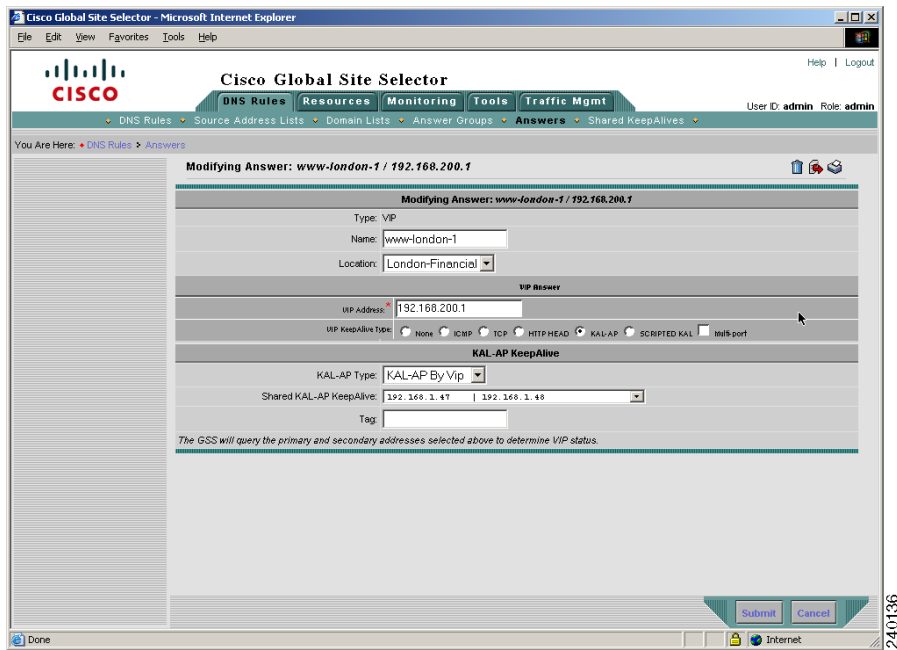 Cisco Global Site Selector - Microsoft Internet Explorer
File Edit View Favorites Tools Help
Help | Logout
CISCO
Cisco Global Site Selector
DNS Rules Resources Monitoring Tools Traffic Mgmt
User ID: admin Role: admin
DNS Rules Source Address Lists Domain Lists Answer Groups Answers Shared KeepAlives
You Are Here: DNS Rules > Answers
Modifying Answer: www-london-1 / 192.168.200.1
Modifying Answer: www-london-1 / 192.168.200.1
Type: VIP
Name: www-london-1
Location: London-Financial
VIP Answer
VIP Address:* 192.168.200.1
VIP KeepAlive Type: None ICMP TCP HTTP HEAD KAL-AP SCRIPTED KAL Multi-port
KAL-AP KeepAlive
KAL-AP Type: KAL-AP By Vip
Shared KAL-AP KeepAlive: 192.168.1.47 | 192.168.1.48
Tag:
The GSS will query the primary and secondary addresses selected above to determine VIP status.
Submit Cancel
Done
Internet
240136